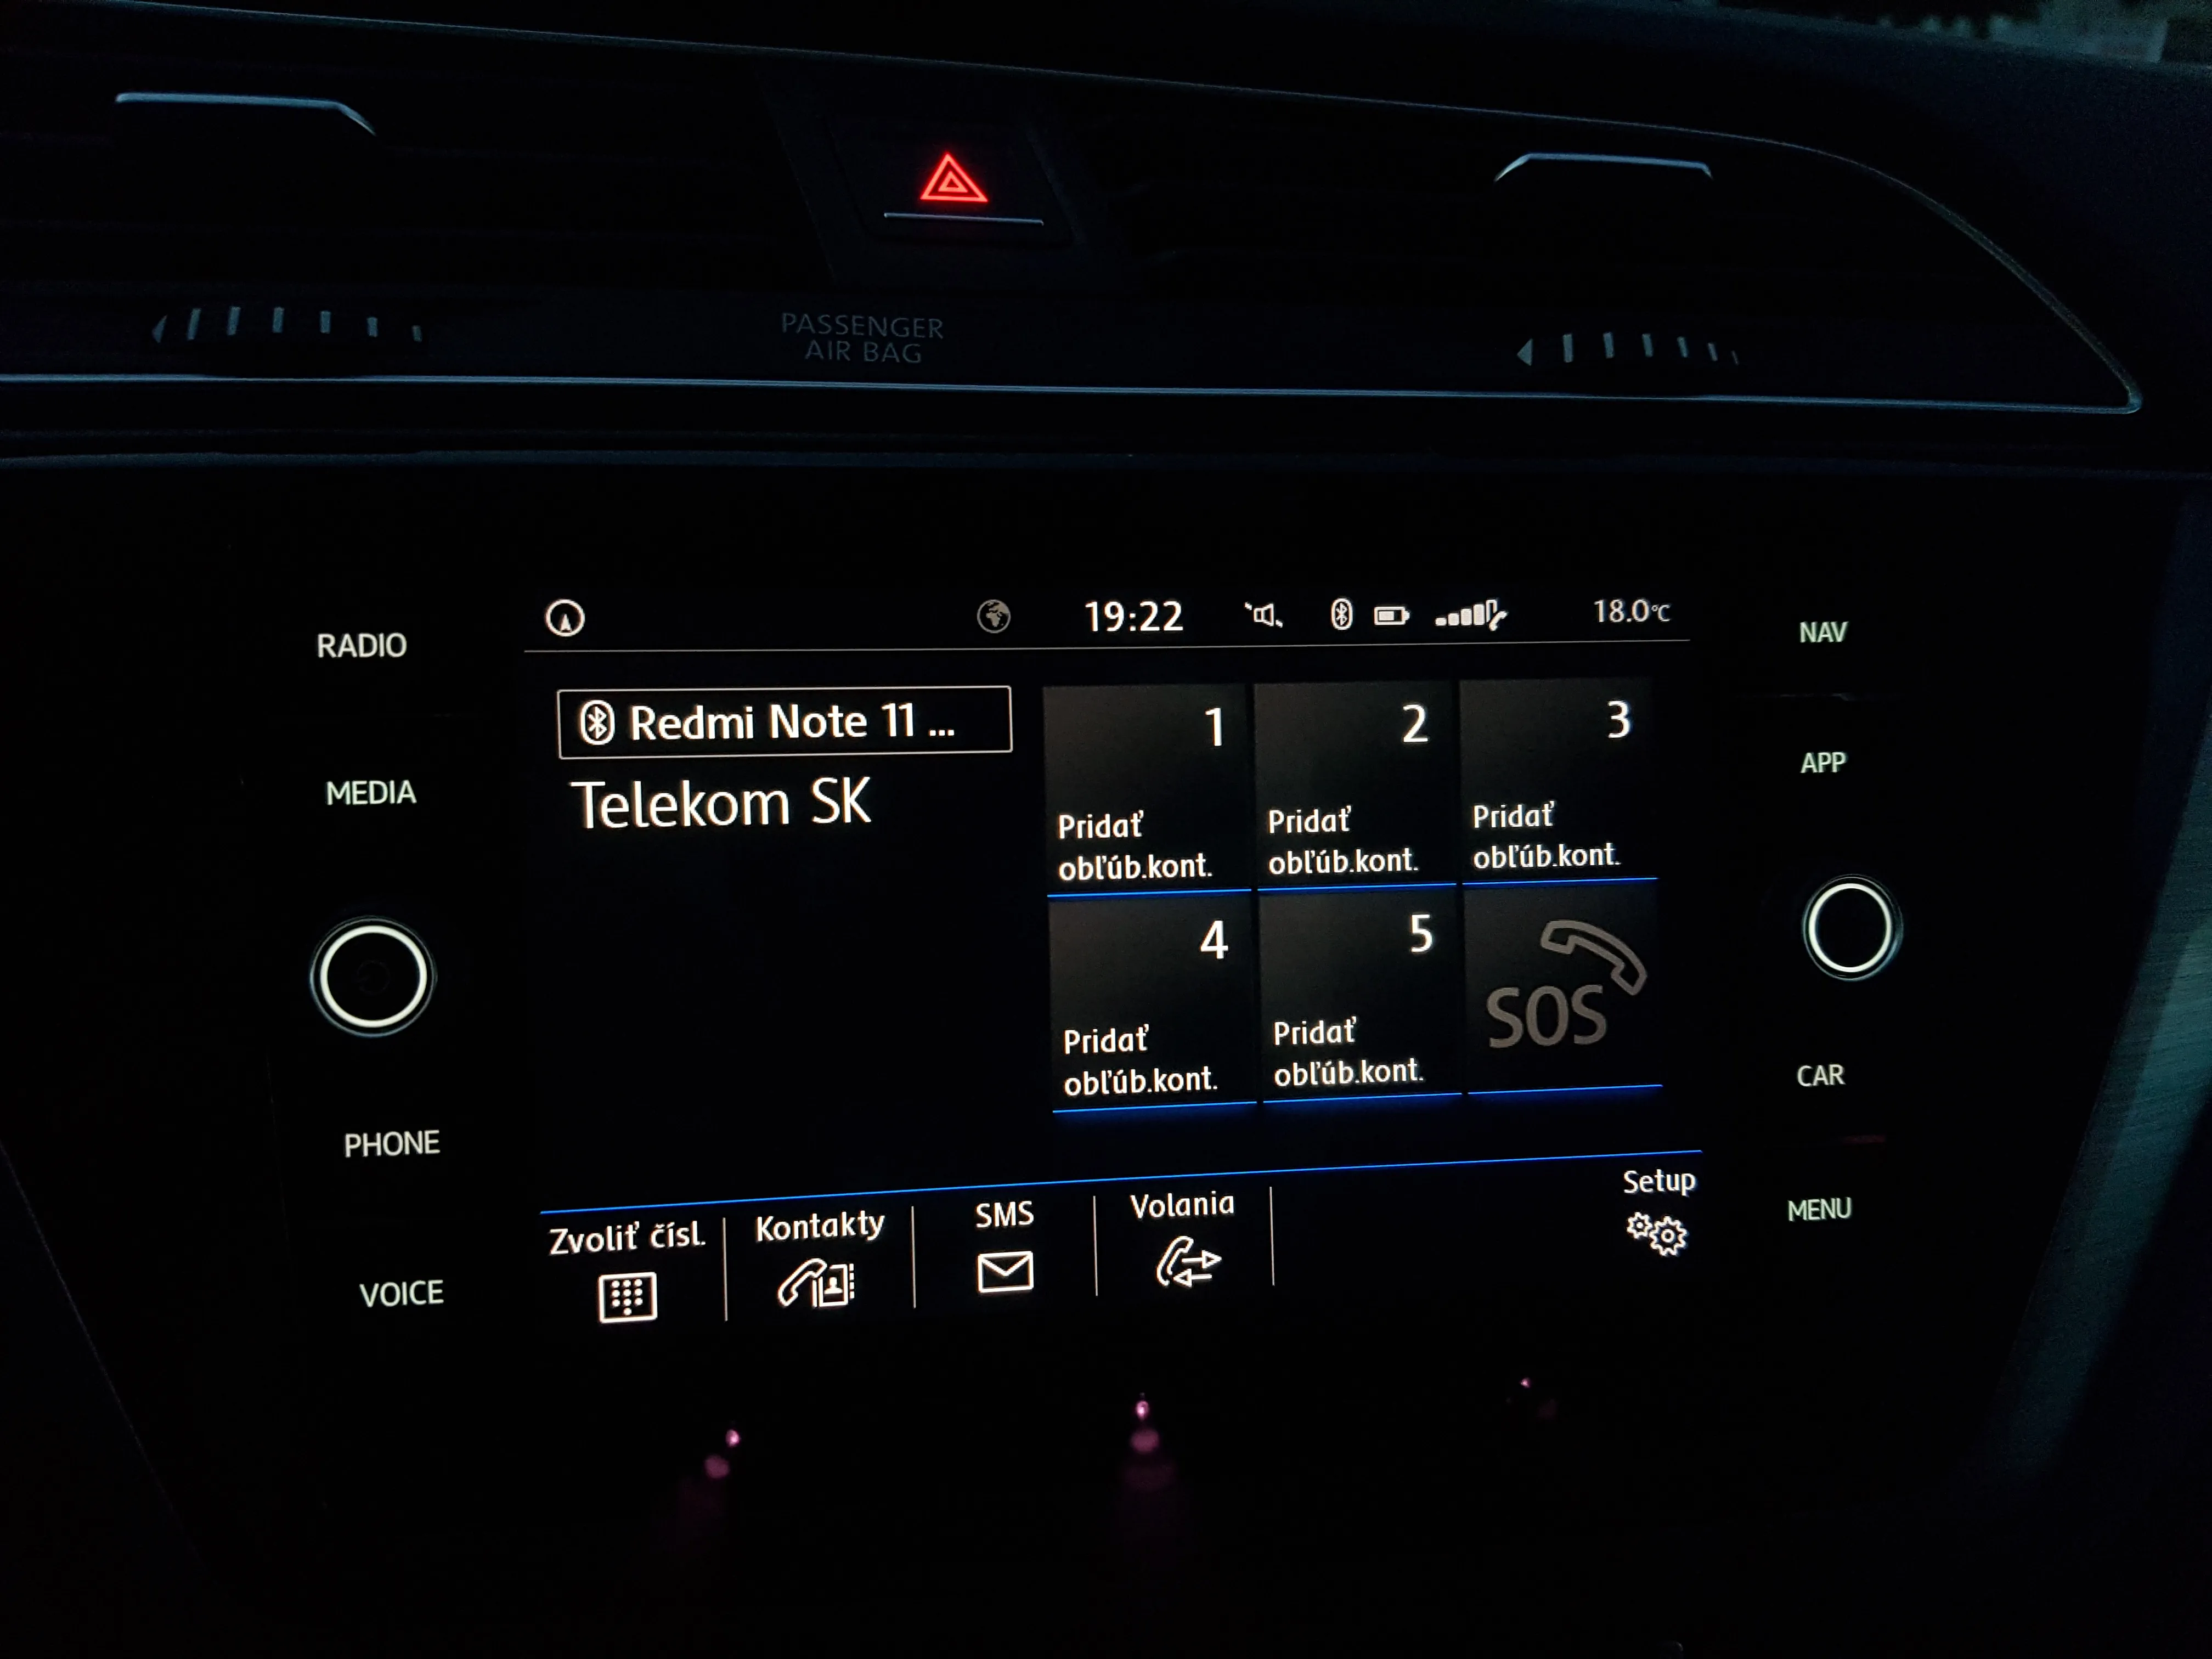 PASSENGER
AIR BAG
RADIO
MEDIA
PHONE
VOICE
19:22
18.0°C
Redmi Note 11 ...
Telekom SK
1
Pridať
obľúb.kont.
2
Pridať
obľúb.kont.
3
Pridať
obľúb.kont.
4
Pridať
obľúb.kont.
5
Pridať
obľúb.kont.
SOS
Zvoliť čísl.
Kontakty
SMS
Volania
Setup
NAV
APP
CAR
MENU